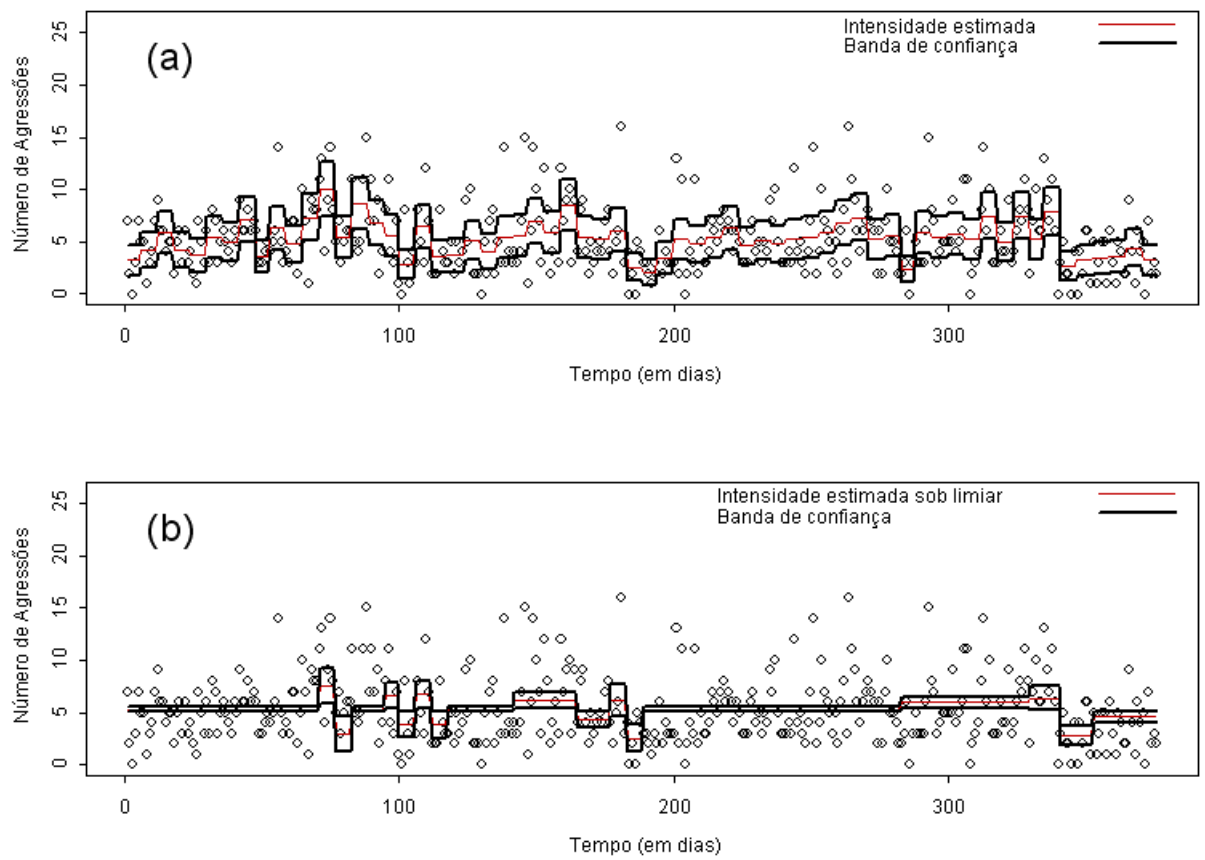 (a)
Intensidade estimada
Banda de confiança
Número de Agressões
25
20
15
10
5
0
0 100 200 300
Tempo (em dias)
(b)
Intensidade estimada sob limiar
Banda de confiança
Número de Agressões
25
20
15
10
5
0
0 100 200 300
Tempo (em dias)